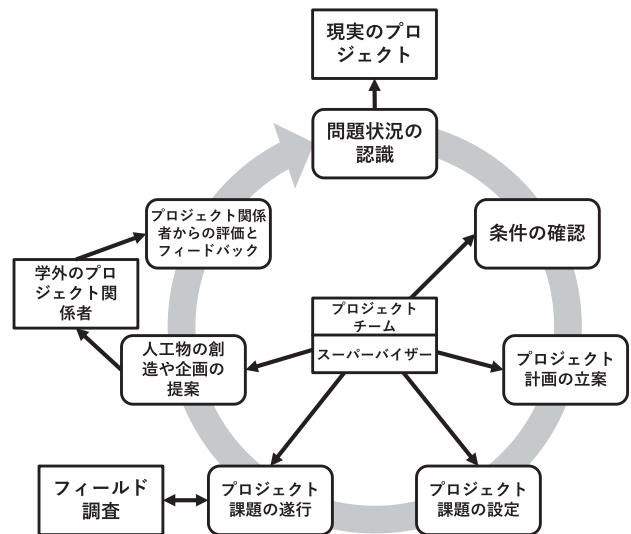 現実のプロ
ジェクト
問題状況の
認識
プロジェクト関係
者からの評価と
フィードバック
条件の確認
学外のプロ
ジェクト関
係者
プロジェクト
チーム
スーパーバイザー
人工物の創
造や企画の
提案
プロジェクト
計画の立案
フィールド
調査
プロジェクト
課題の遂行
プロジェクト
課題の設定